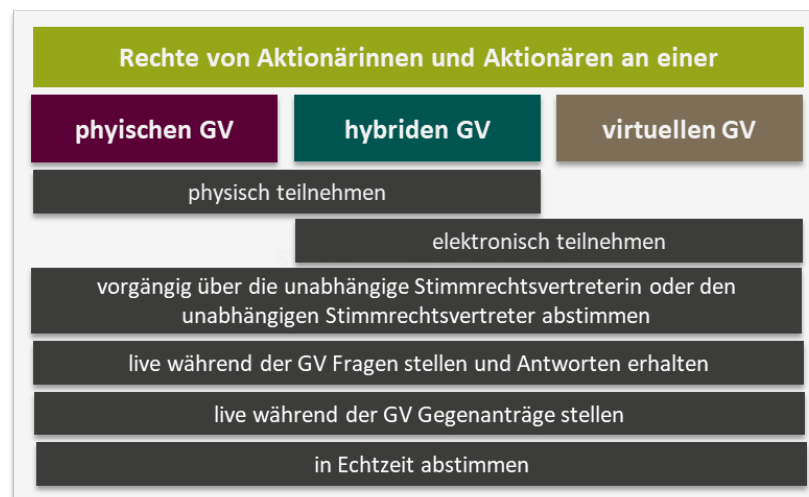 Rechte von Aktionärinnen und Aktionären an einer
phyischen GV
hybriden GV
virtuellen GV
physisch teilnehmen
elektronisch teilnehmen
vorgängig über die unabhängige Stimmrechtsvertreterin oder den
unabhängigen Stimmrechtsvertreter abstimmen
live während der GV Fragen stellen und Antworten erhalten
live während der GV Gegenanträge stellen
in Echtzeit abstimmen